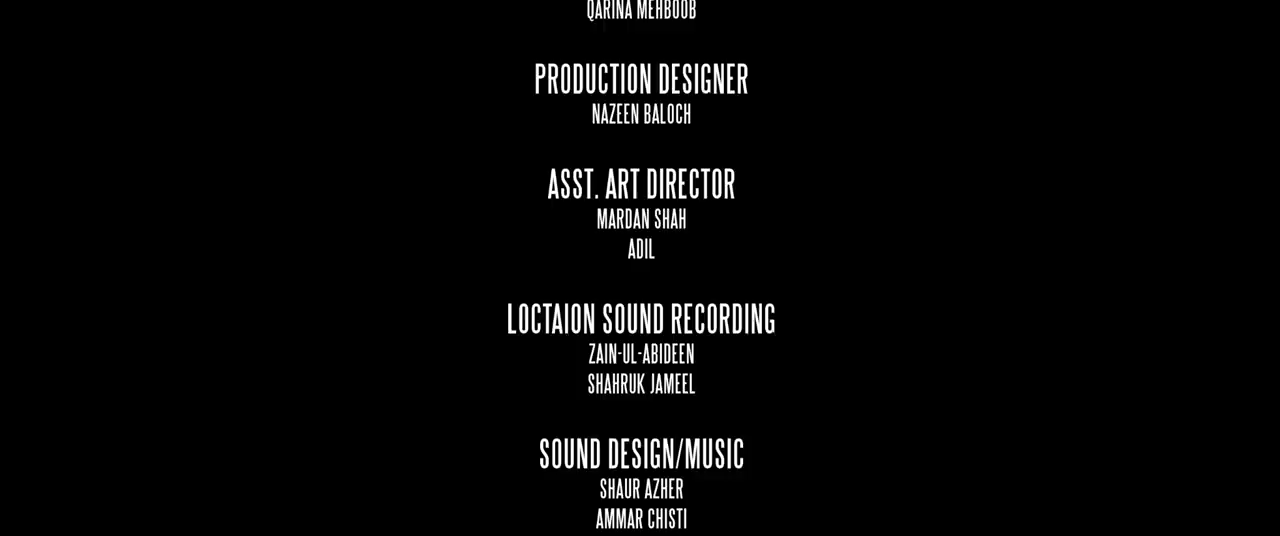 QARINA MEHBOOB
PRODUCTION DESIGNER
NAZEEN BALOCH
ASST. ART DIRECTOR
MARDAN SHAH
ADIL
LOCTAION SOUND RECORDING
ZAIN-UL-ABIDEEN
SHAHRUK JAMEEL
SOUND DESIGN/MUSIC
SHAUR AZHER
AMMAR CHISTI